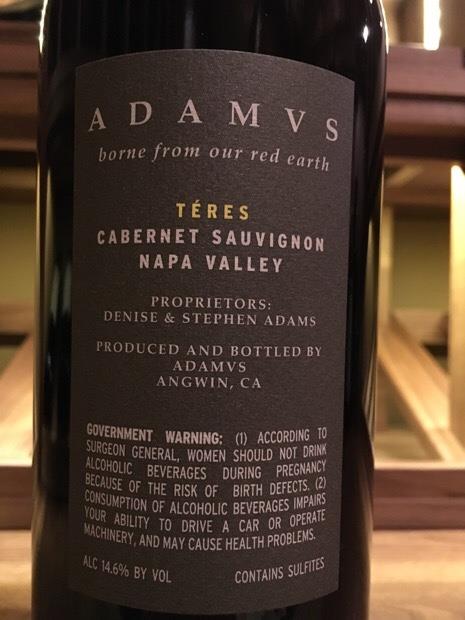 ADAMVS
borne from our red earth
TÉRES
CABERNET SAUVIGNON
NAPA VALLEY
PROPRIETORS:
DENISE & STEPHEN ADAMS
PRODUCED AND BOTTLED BY
ADAMVS
ANGWIN, CA
GOVERNMENT WARNING: (1) ACCORDING TO
SURGEON GENERAL, WOMEN SHOULD NOT DRINK
ALCOHOLIC BEVERAGES DURING PREGNANCY
BECAUSE OF THE RISK OF BIRTH DEFECTS. (2)
CONSUMPTION OF ALCOHOLIC BEVERAGES IMPAIRS
YOUR ABILITY TO DRIVE A CAR OR OPERATE
MACHINERY, AND MAY CAUSE HEALTH PROBLEMS.
ALC 14.6% BY VOL CONTAINS SULFITES